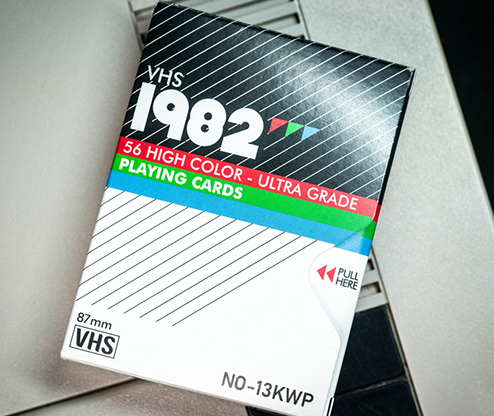 VHS
1982
56 HIGH COLOR - ULTRA GRADE
PLAYING CARDS
PULL
HERE
87mm
VHS
NO-13KWP